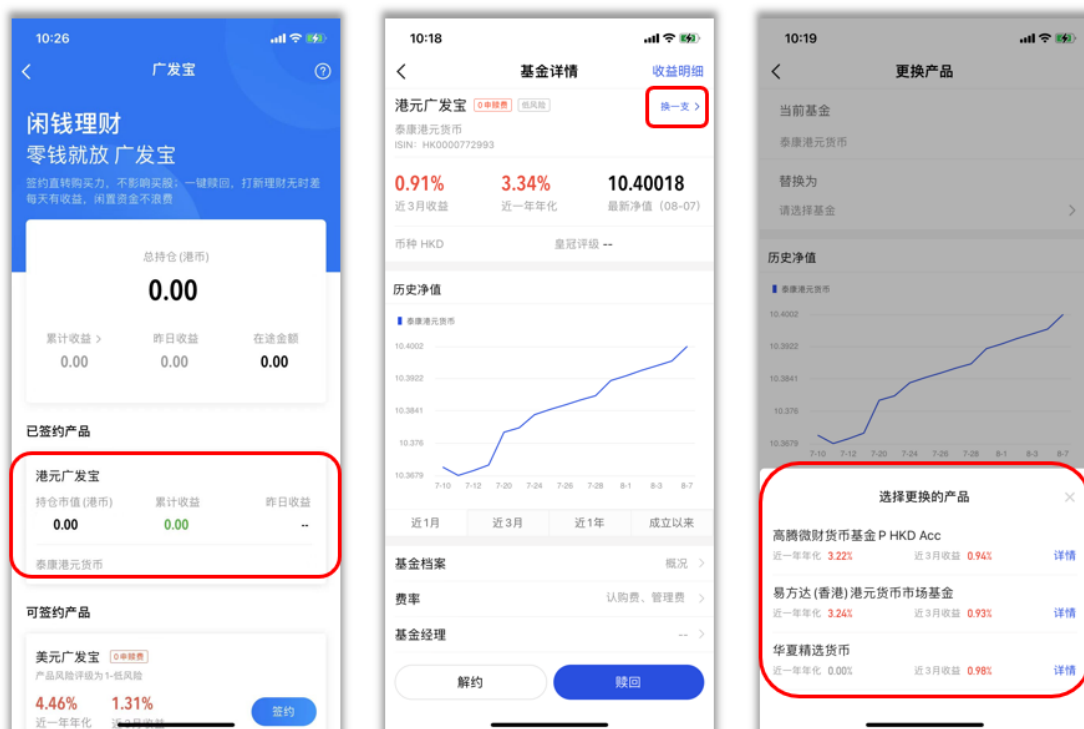 10:26
广发宝
闲钱理财
零钱就放 广发宝
签约直转购买力，不影响买股；一键赎回，打新理财无时差
每天有收益，闲置资金不浪费
总持仓 (港币)
0.00
累计收益 >
昨日收益
在途金额
0.00
0.00
0.00
已签约产品
港元广发宝
持仓市值 (港币)
累计收益
昨日收益
0.00
0.00
--
泰康港元货币
可签约产品
美元广发宝
0申赎费
产品风险评级为1-低风险
4.46%
1.31%
近一年年化
近3月收益
签约
10:18
基金详情
收益明细
港元广发宝
0申赎费
低风险
换一支 >
泰康港元货币
ISIN: HK0000772993
0.91%
3.34%
10.40018
近3月收益
近一年年化
最新净值 (08-07)
币种 HKD
皇冠评级 --
历史净值
泰康港元货币
10.4002
10.3922
10.3841
10.376
10.3679
7-10
7-12
7-20
7-24
7-26
7-28
8-1
8-3
8-7
近1月
近3月
近1年
成立以来
基金档案
概况 >
费率
认购费、管理费 >
基金经理
-- >
解约
赎回
10:19
更换产品
当前基金
泰康港元货币
替换为
请选择基金
历史净值
泰康港元货币
10.4002
10.3922
10.3841
10.376
10.3679
7-10
7-12
7-20
7-24
7-26
7-28
8-1
8-3
8-7
选择更换的产品
高腾微财货币基金 P HKD Acc
近一年年化 3.22%
近3月收益 0.94%
详情
易方达 (香港) 港元货币市场基金
近一年年化 3.24%
近3月收益 0.93%
详情
华夏精选货币
近一年年化 0.00%
近3月收益 0.98%
详情